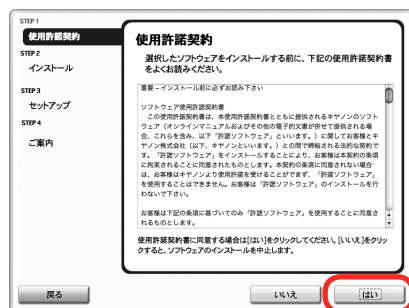 STEP 1
使用許諾契約
STEP 2
インストール
STEP 3
セットアップ
STEP 4
ご案内
使用許諾契約
選択したソフトウェアをインストールする前に、下記の使用許諾契約書
をよくお読みください。
重要 – インストール前に必ずお読み下さい
ソフトウェア使用許諾契約書
この使用許諾契約書は、本使用許諾契約書とともに提供されるキヤノンのソフト
ウェア（オンラインマニュアルおよびその他の電子的文書が併せて提供される場
合、これらを含み、以下「許諾ソフトウェア」といいます。）に関してお客様とキ
ヤノン株式会社（以下、キヤノンといいます。）との間で締結される法的な契約で
す。「許諾ソフトウェア」をインストールすることにより、お客様は本契約の条項
に拘束されることに同意されたものとします。本契約の条項に同意されない場合
は、お客様はキヤノンより使用許諾を受けることができず、「許諾ソフトウェア」
を使用することはできません。お客様は「許諾ソフトウェア」のインストールを行
わないで下さい。
お客様は下記の条項に基づいてのみ「許諾ソフトウェア」を使用することに同意さ
れるものとします。
使用許諾契約書に同意する場合は[はい]をクリックしてください。[いいえ]をクリッ
クすると、ソフトウェアのインストールを中止します。
戻る
いいえ
はい